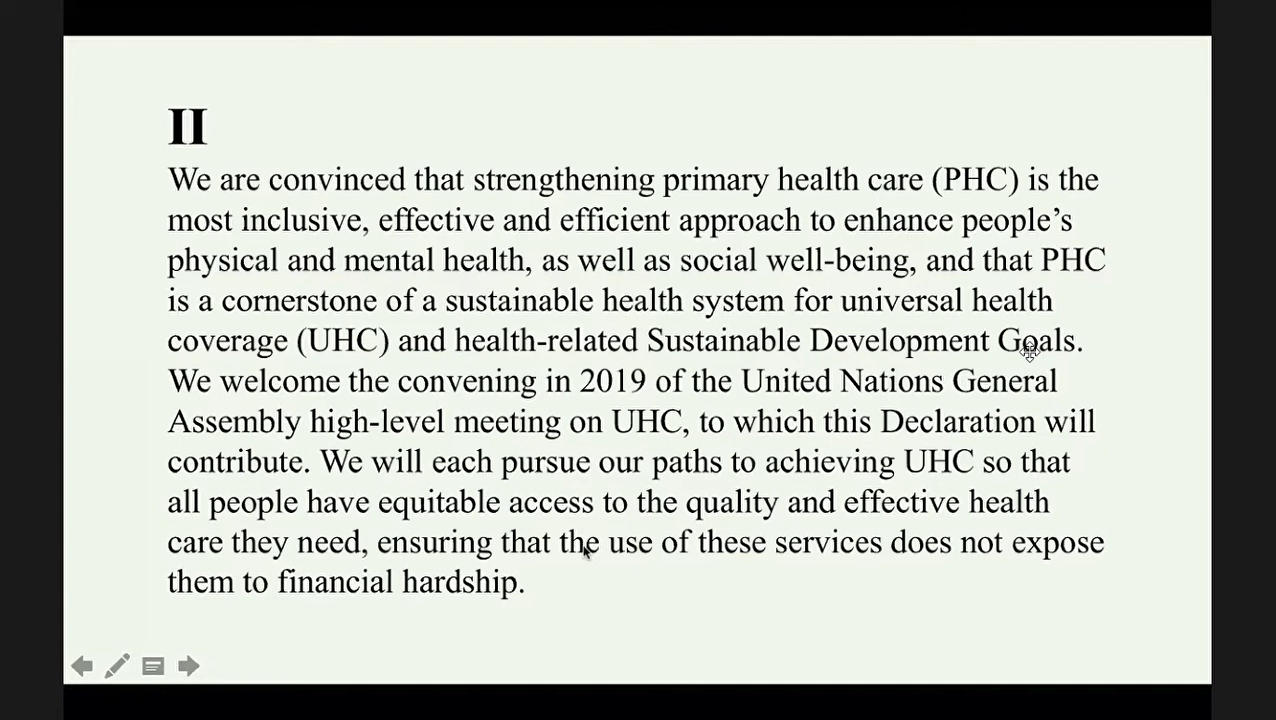 II
We are convinced that strengthening primary health care (PHC) is the
most inclusive, effective and efficient approach to enhance people’s
physical and mental health, as well as social well-being, and that PHC
is a cornerstone of a sustainable health system for universal health
coverage (UHC) and health-related Sustainable Development Goals.
We welcome the convening in 2019 of the United Nations General
Assembly high-level meeting on UHC, to which this Declaration will
contribute. We will each pursue our paths to achieving UHC so that
all people have equitable access to the quality and effective health
care they need, ensuring that the use of these services does not expose
them to financial hardship.